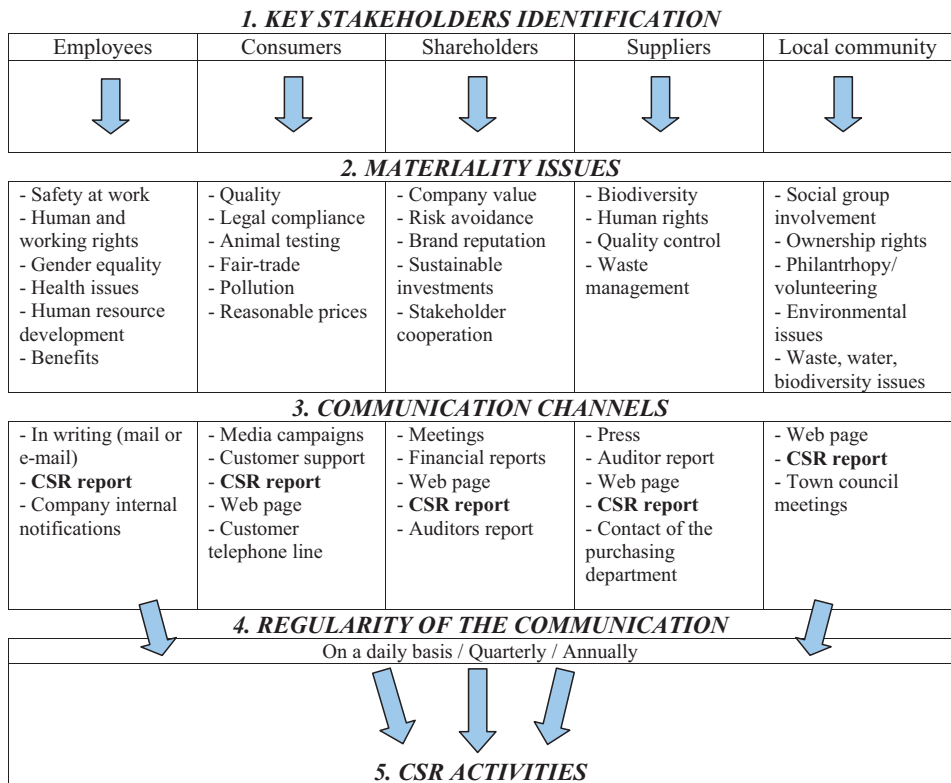 1. KEY STAKEHOLDERS IDENTIFICATION
Employees
Consumers
Shareholders
Suppliers
Local community
2. MATERIALITY ISSUES
- Safety at work
- Human and
working rights
- Gender equality
- Health issues
- Human resource
development
- Benefits
- Quality
- Legal compliance
- Animal testing
- Fair-trade
- Pollution
- Reasonable prices
- Company value
- Risk avoidance
- Brand reputation
- Sustainable
investments
- Stakeholder
cooperation
- Biodiversity
- Human rights
- Quality control
- Waste
management
- Social group
involvement
- Ownership rights
- Philantrhopy/
volunteering
- Environmental
issues
- Waste, water,
biodiversity issues
3. COMMUNICATION CHANNELS
- In writing (mail or
e-mail)
- CSR report
- Company internal
notifications
- Media campaigns
- Customer support
- CSR report
- Web page
- Customer
telephone line
- Meetings
- Financial reports
- Web page
- CSR report
- Auditors report
- Press
- Auditor report
- Web page
- CSR report
- Contact of the
purchasing
department
- Web page
- CSR report
- Town council
meetings
4. REGULARITY OF THE COMMUNICATION
On a daily basis / Quarterly / Annually
5. CSR ACTIVITIES